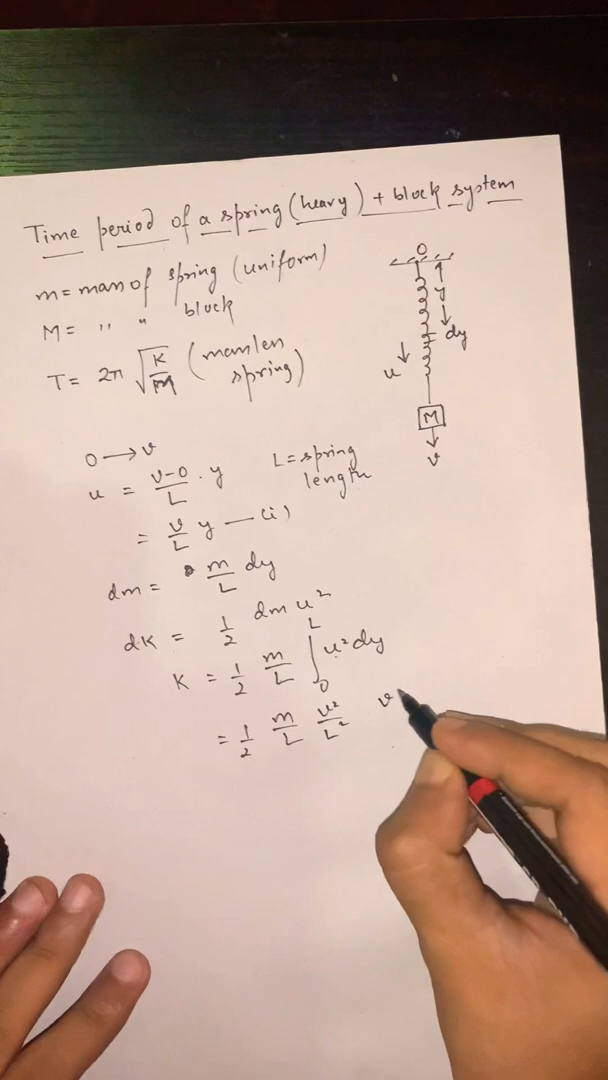 Time period of a spring (heavy) + block system
m = mass of spring (uniform)
M = " " block
T = 2π √(K/m) (massless spring)
O
y
dy
u
M
v
0 → v
u = (v-0)/L . y
L = spring length
= v/L y — (i)
dm = m/L dy
dK = 1/2 dm u²
K = 1/2 m/L ∫₀ᴸ u² dy
= 1/2 m/L v²/L² v